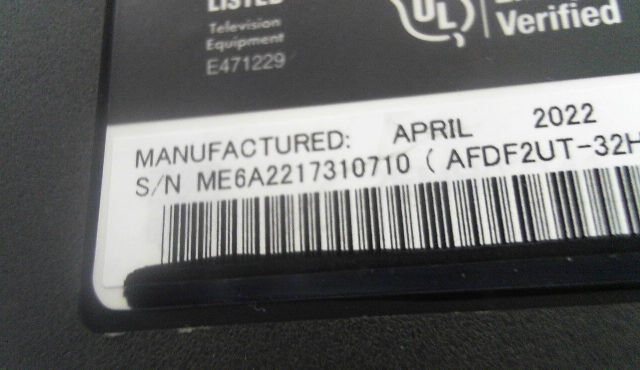 LISTED
Television
Equipment
E471229
UL
Verified
MANUFACTURED: APRIL 2022
S/N ME6A2217310710 ( AFDF2UT-32H